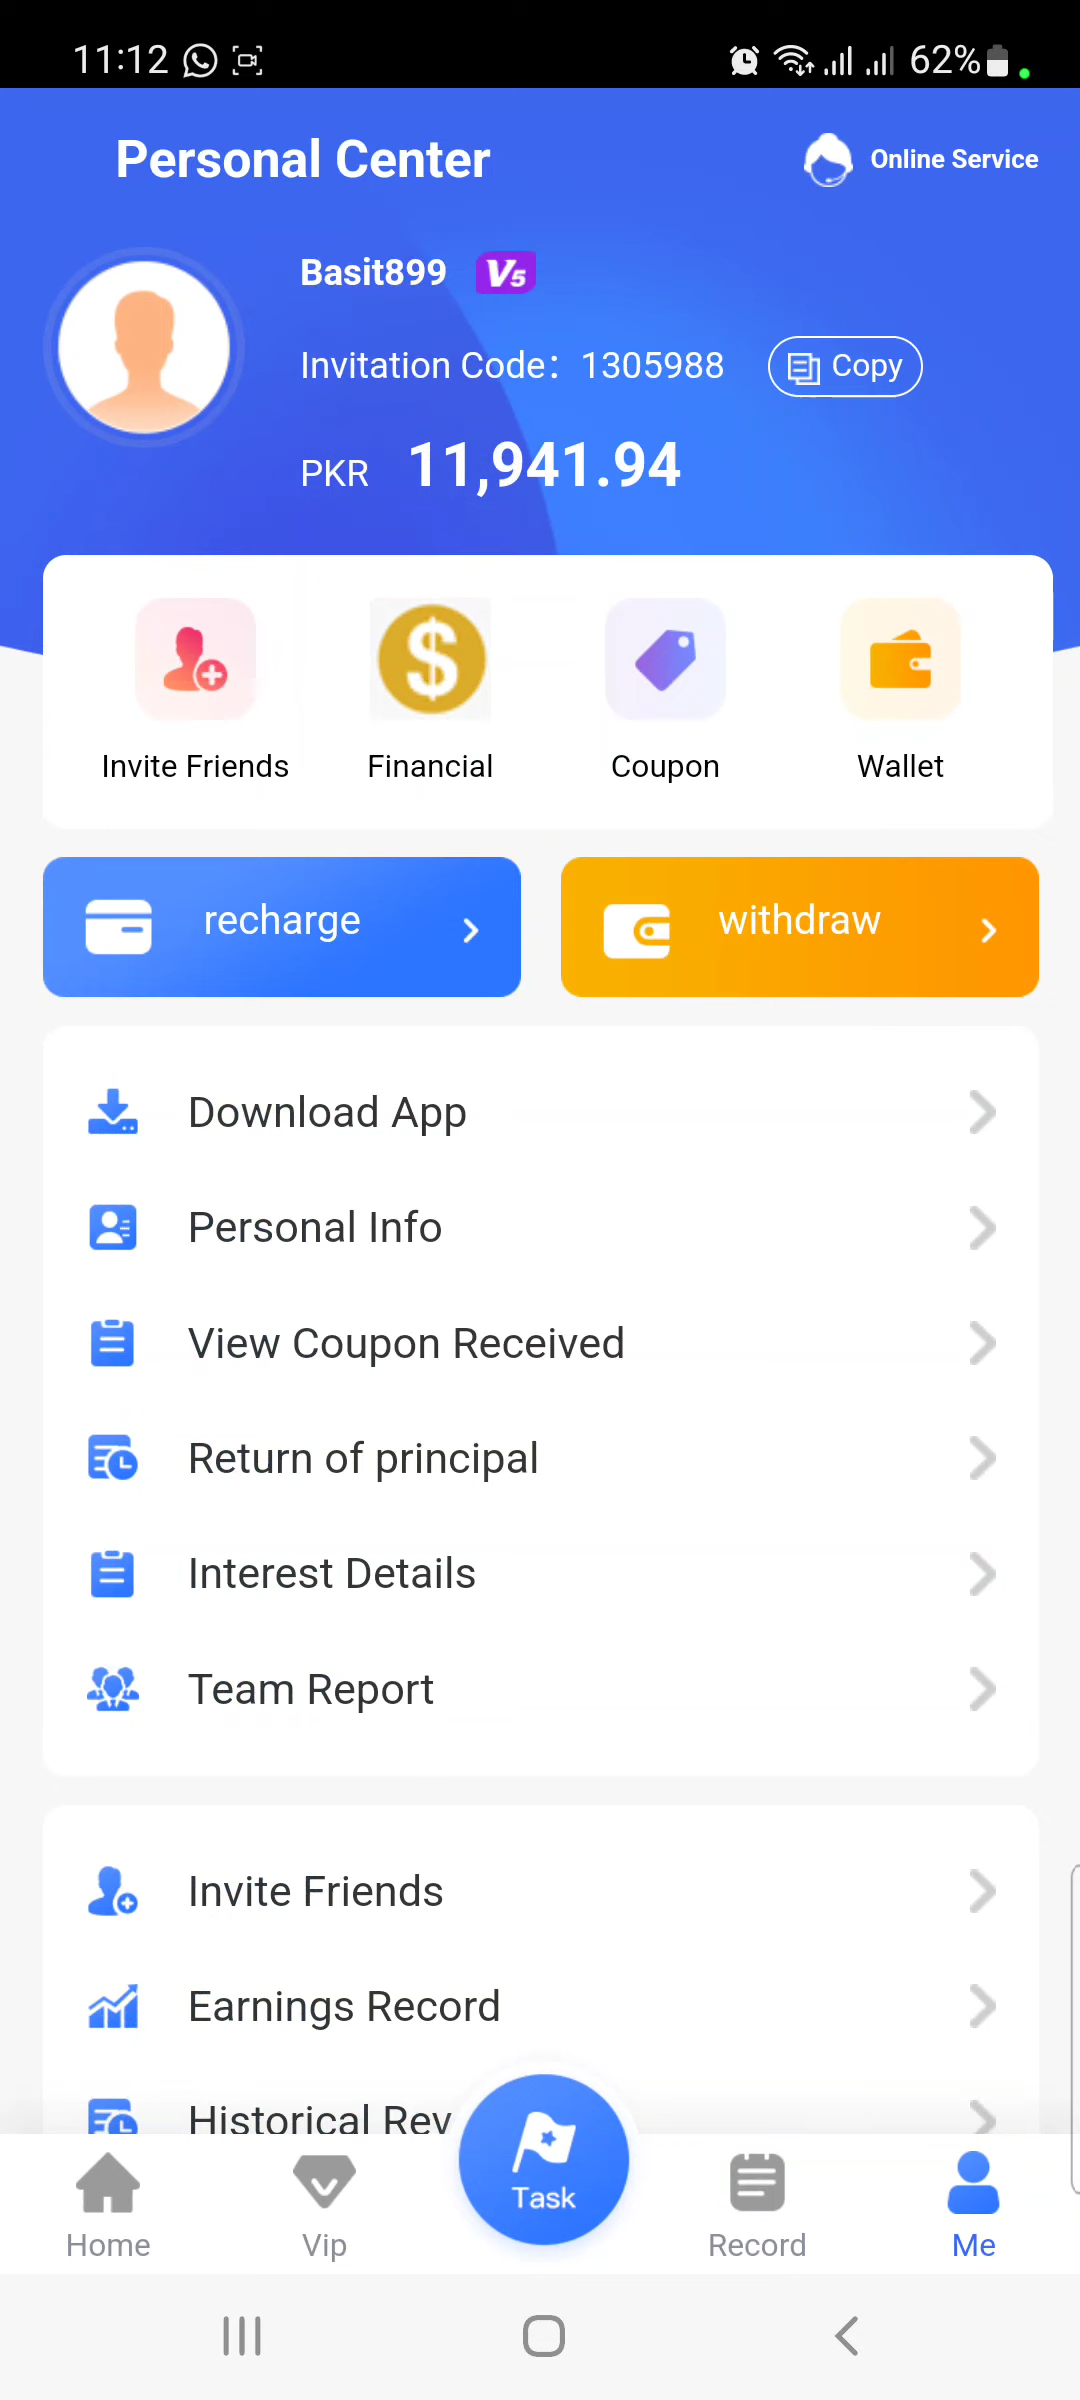 11:12 62%
Personal Center
Online Service
Basit899 V5
Invitation Code: 1305988 Copy
PKR 11,941.94
Invite Friends Financial Coupon Wallet
recharge withdraw
Download App
Personal Info
View Coupon Received
Return of principal
Interest Details
Team Report
Invite Friends
Earnings Record
Historical Rev
Home Vip Task Record Me